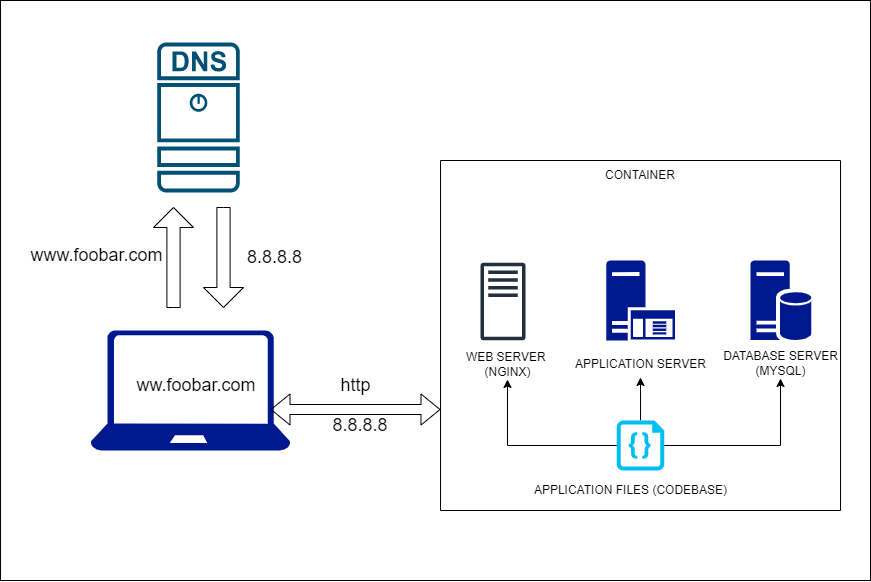 DNS
www.foobar.com
8.8.8.8
ww.foobar.com
http
8.8.8.8
CONTAINER
WEB SERVER
(NGINX)
APPLICATION SERVER
DATABASE SERVER
(MYSQL)
{}
APPLICATION FILES (CODEBASE)